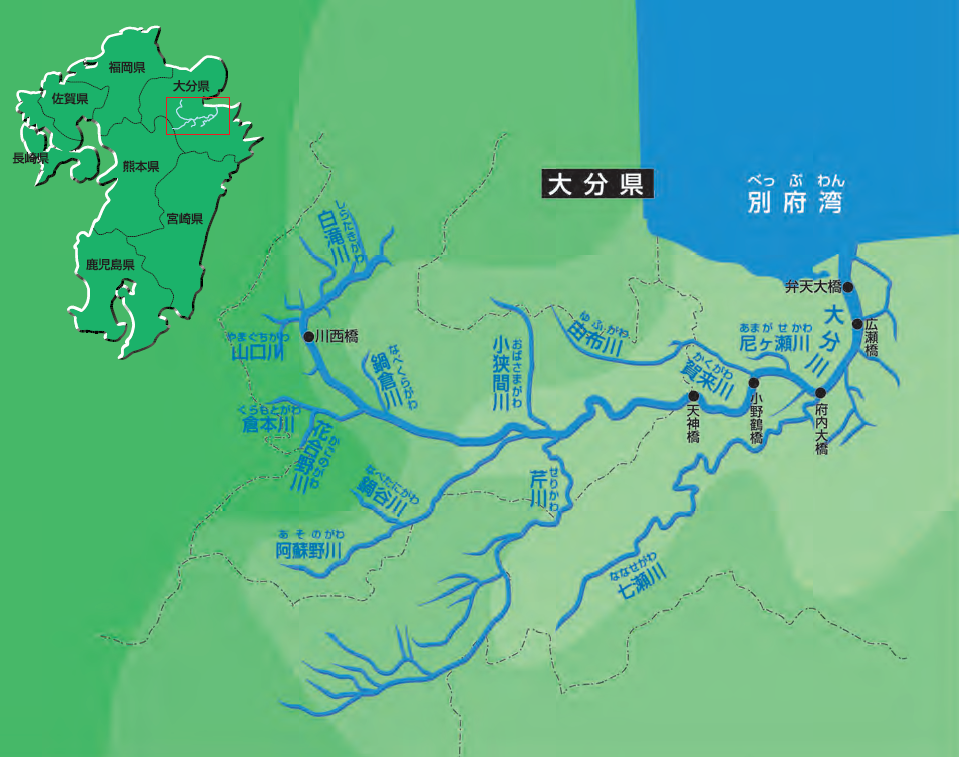 福岡県
佐賀県
大分県
長崎県
熊本県
宮崎県
鹿児島県
大分県
べっぷわん
別府湾
しらたきがわ
白滝川
やまぐちがわ
山口川
川西橋
なべくらがわ
鍋倉川
おばさまがわ
小狭間川
ゆふがわ
由布川
かくがわ
賀来川
あまがせかわ
尼ヶ瀬川
弁天大橋
大分川
広瀬橋
天神橋
小野鶴橋
府内大橋
くらもとがわ
倉本川
かごのがわ
花合野川
なべたにがわ
鍋谷川
あそのがわ
阿蘇野川
せりかわ
芹川
ななせがわ
七瀬川